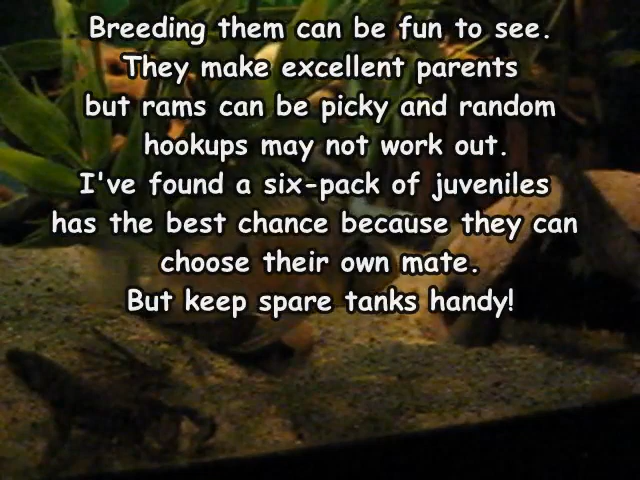 Breeding them can be fun to see.
They make excellent parents
but rams can be picky and random
hookups may not work out.
I've found a six-pack of juveniles
has the best chance because they can
choose their own mate.
But keep spare tanks handy!